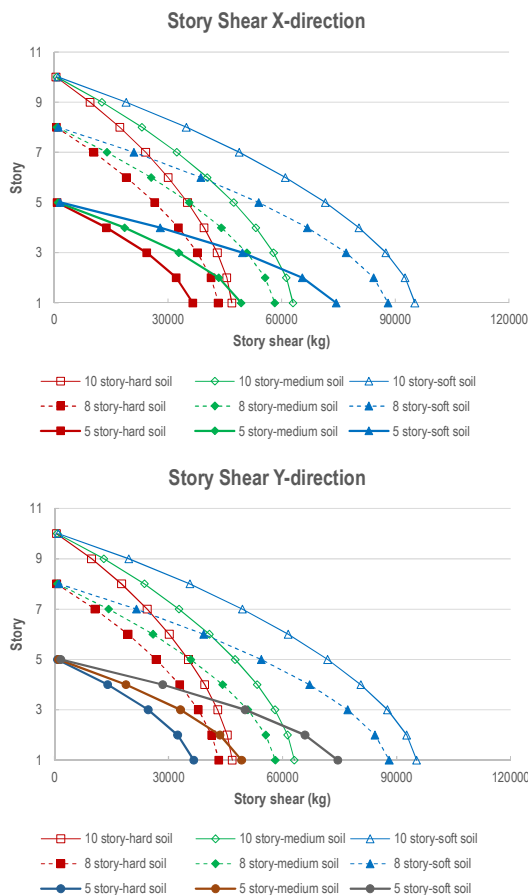 Story Shear X-direction
11
9
7
5
3
1
Story
0 30000 60000 90000 120000
Story shear (kg)
10 story-hard soil 10 story-medium soil 10 story-soft soil
8 story-hard soil 8 story-medium soil 8 story-soft soil
5 story-hard soil 5 story-medium soil 5 story-soft soil
Story Shear Y-direction
11
9
7
5
3
1
Story
0 30000 60000 90000 120000
Story shear (kg)
10 story-hard soil 10 story-medium soil 10 story-soft soil
8 story-hard soil 8 story-medium soil 8 story-soft soil
5 story-hard soil 5 story-medium soil 5 story-soft soil